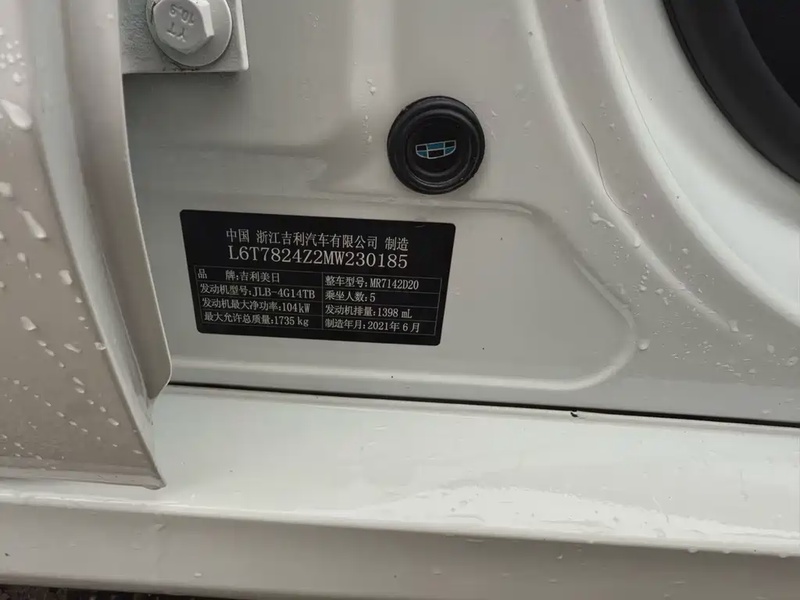 YT
10.9
中国 浙江吉利汽车有限公司 制造
L6T7824Z2MW230185
品 牌:吉利美日 整车型号:MR7142D20
发动机型号:JLB-4G14TB 乘坐人数:5
发动机最大净功率:104kW 发动机排量:1398 mL
最大允许总质量:1735 kg 制造年月:2021年6月